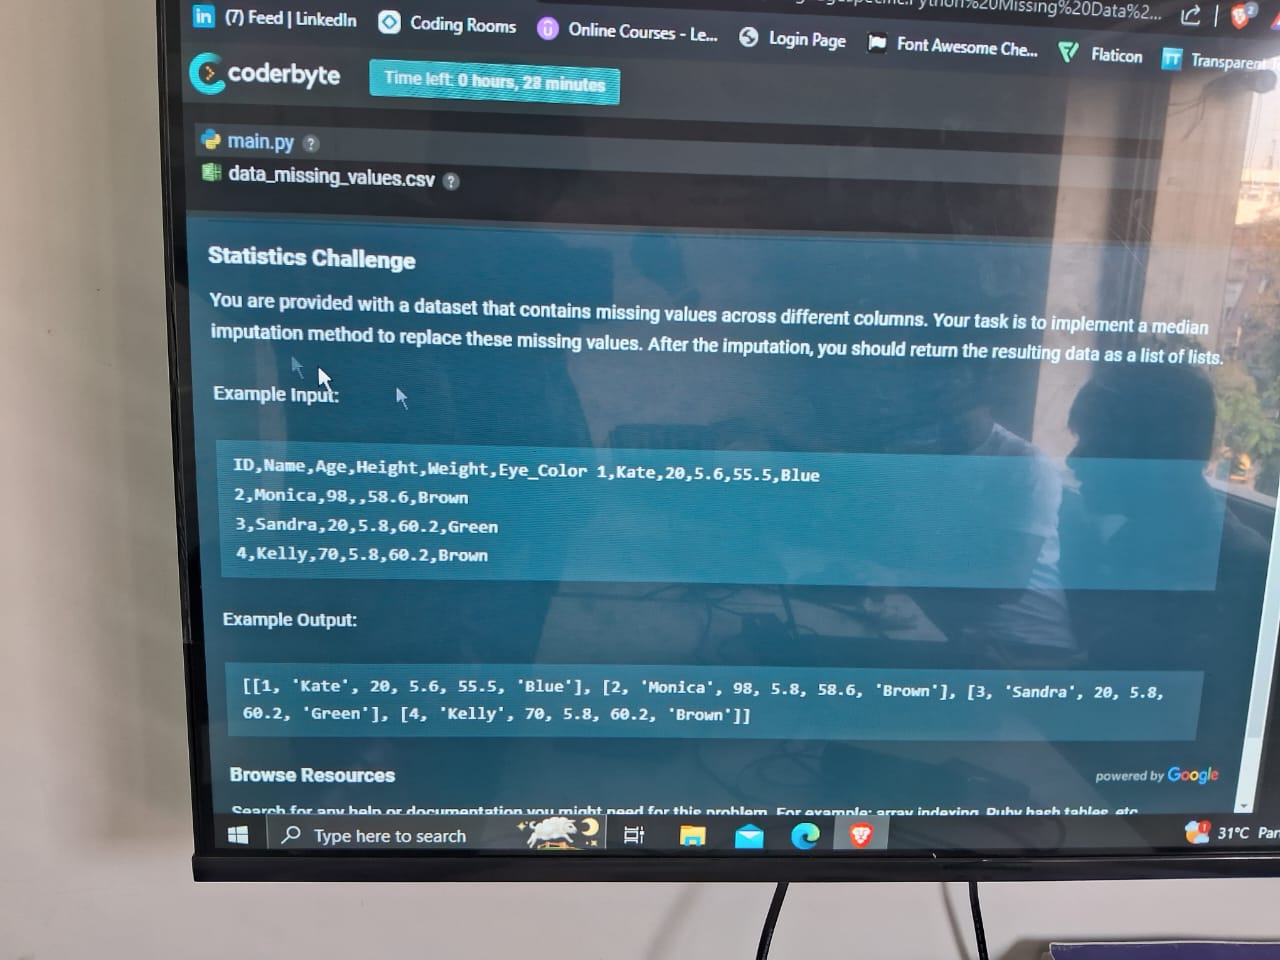 (7) Feed | LinkedIn
Coding Rooms
Online Courses - Le...
Login Page
Font Awesome Che...
Flaticon
Transparent
coderbyte
Time left: 0 hours, 28 minutes
main.py ?
data_missing_values.csv ?
Statistics Challenge
You are provided with a dataset that contains missing values across different columns. Your task is to implement a median
imputation method to replace these missing values. After the imputation, you should return the resulting data as a list of lists.
Example Input:
ID,Name,Age,Height,Weight,Eye_Color 1,Kate,20,5.6,55.5,Blue
2,Monica,98,,58.6,Brown
3,Sandra,20,5.8,60.2,Green
4,Kelly,70,5.8,60.2,Brown
Example Output:
[[1, 'Kate', 20, 5.6, 55.5, 'Blue'], [2, 'Monica', 98, 5.8, 58.6, 'Brown'], [3, 'Sandra', 20, 5.8,
60.2, 'Green'], [4, 'Kelly', 70, 5.8, 60.2, 'Brown']]
Browse Resources
powered by Google
Search for any help or documentation you might need for this problem. For example: array indexing, Ruby hash tables, etc.
Type here to search
31°C